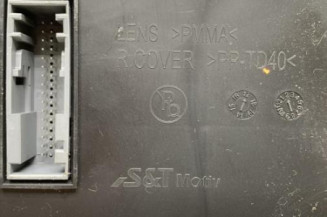 LENS >PMMA<
R COVER >PP-TD40<
S&T Motiv